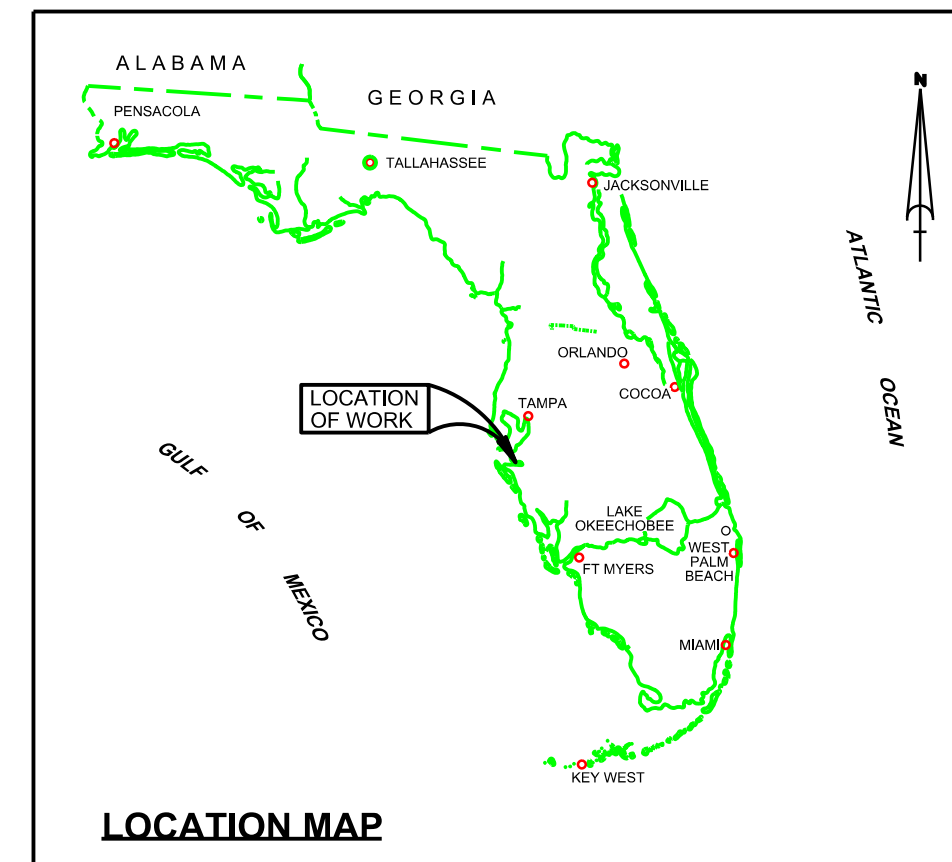 ALABAMA
GEORGIA
N
PENSACOLA
TALLAHASSEE
JACKSONVILLE
ATLANTIC
OCEAN
ORLANDO
COCOA
TAMPA
LOCATION
OF WORK
GULF
OF
MEXICO
LAKE
OKEECHOBEE
WEST
PALM
BEACH
FT MYERS
MIAMI
KEY WEST
LOCATION MAP